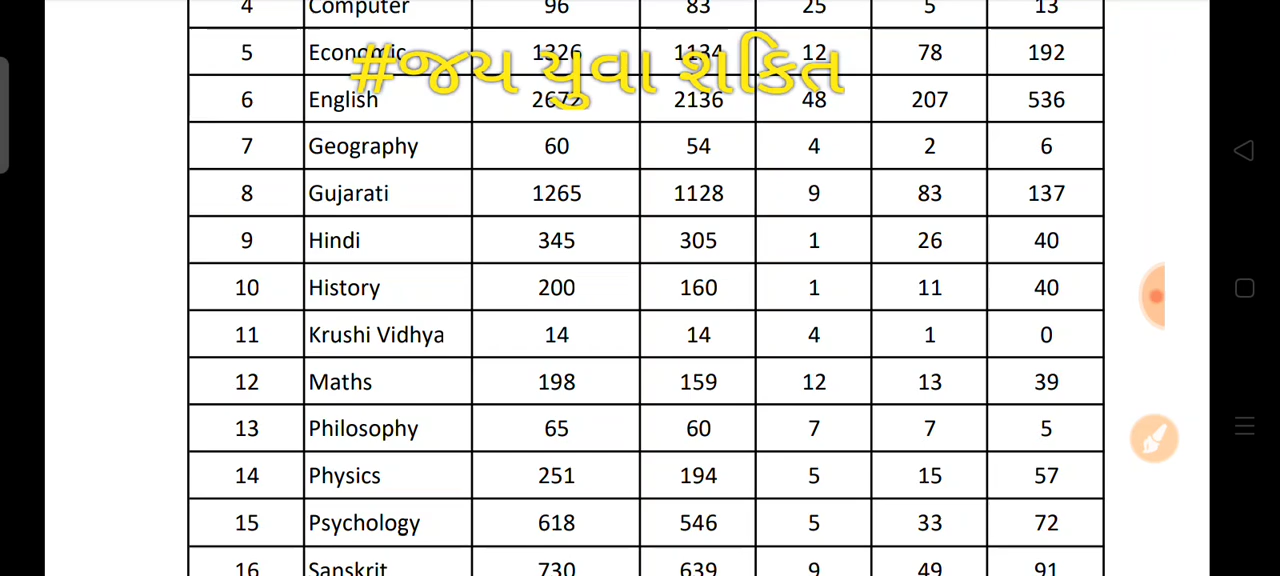 4 Computer 96 83 25 5 13
5 Economic 1326 1134 12 78 192
#જય યુવા શક્તિ
6 English 2672 2136 48 207 536
7 Geography 60 54 4 2 6
8 Gujarati 1265 1128 9 83 137
9 Hindi 345 305 1 26 40
10 History 200 160 1 11 40
11 Krushi Vidhya 14 14 4 1 0
12 Maths 198 159 12 13 39
13 Philosophy 65 60 7 7 5
14 Physics 251 194 5 15 57
15 Psychology 618 546 5 33 72
16 Sanskrit 730 639 9 49 91